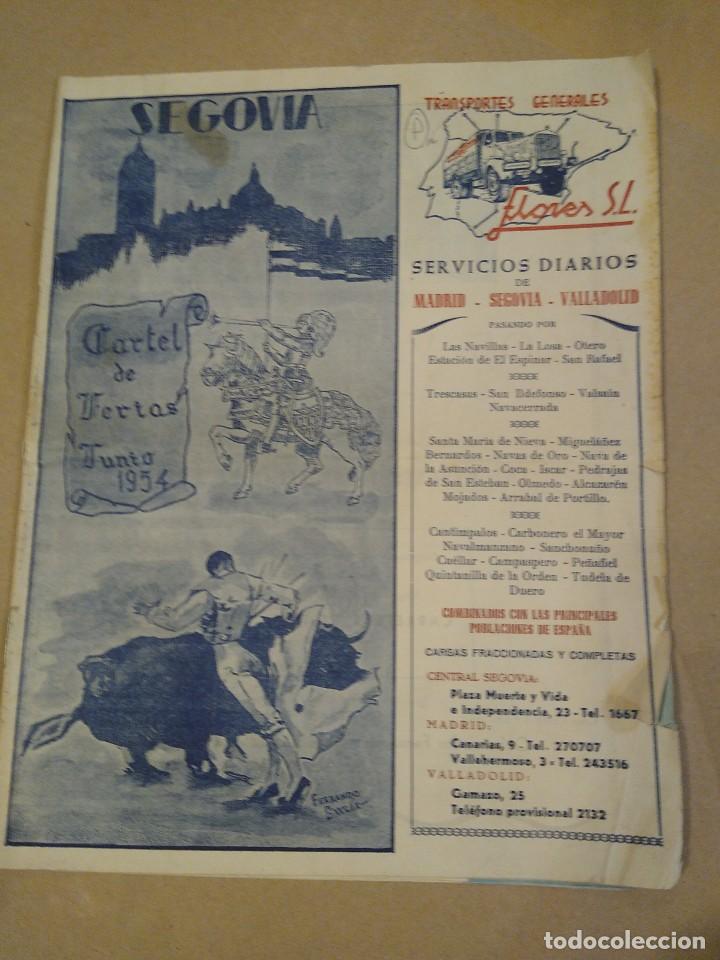 SEGOVIA
Cartel
de
Ferias
Junio
1954
FERNANDO
TRANSPORTES GENERALES
Flores S.L.
SERVICIOS DIARIOS
DE
MADRID - SEGOVIA - VALLADOLID
PASANDO POR
Las Navillas - La Losa - Otero
Estación de El Espinar - San Rafael
Trescasas - San Ildefonso - Valsaín
Navacerrada
Santa María de Nieva - Migueláñez
Bernardos - Navas de Oro - Nava de
la Asunción - Coca - Iscar - Pedrajas
de San Esteban - Olmedo - Alcazarén
Mojados - Arrabal de Portillo.
Cantimpalos - Carbonero el Mayor
Navalmanzano - Sanchonuño
Cuéllar - Campaspero - Peñafiel
Quintanilla de la Orden - Tudela de
Duero
COMBINADOS CON LAS PRINCIPALES
POBLACIONES DE ESPAÑA
CARGAS FRACCIONADAS Y COMPLETAS
CENTRAL SEGOVIA:
Plaza Muerte y Vida
e Independencia, 23 - Tel. 1667
MADRID:
Canarias, 9 - Tel. 270707
Vallehermoso, 3 - Tel. 243516
VALLADOLID:
Gamazo, 25
Teléfono provisional 2132
todocoleccion
todocoleccion.net